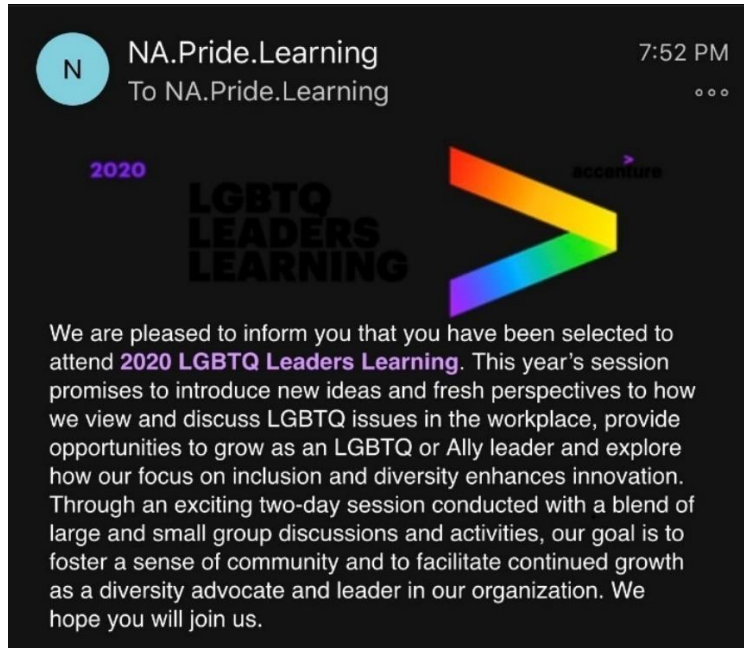 N
NA.Pride.Learning
7:52 PM
To NA.Pride.Learning
2020
accenture
LGBTQ
LEADERS
LEARNING
We are pleased to inform you that you have been selected to
attend 2020 LGBTQ Leaders Learning. This year’s session
promises to introduce new ideas and fresh perspectives to how
we view and discuss LGBTQ issues in the workplace, provide
opportunities to grow as an LGBTQ or Ally leader and explore
how our focus on inclusion and diversity enhances innovation.
Through an exciting two-day session conducted with a blend of
large and small group discussions and activities, our goal is to
foster a sense of community and to facilitate continued growth
as a diversity advocate and leader in our organization. We
hope you will join us.